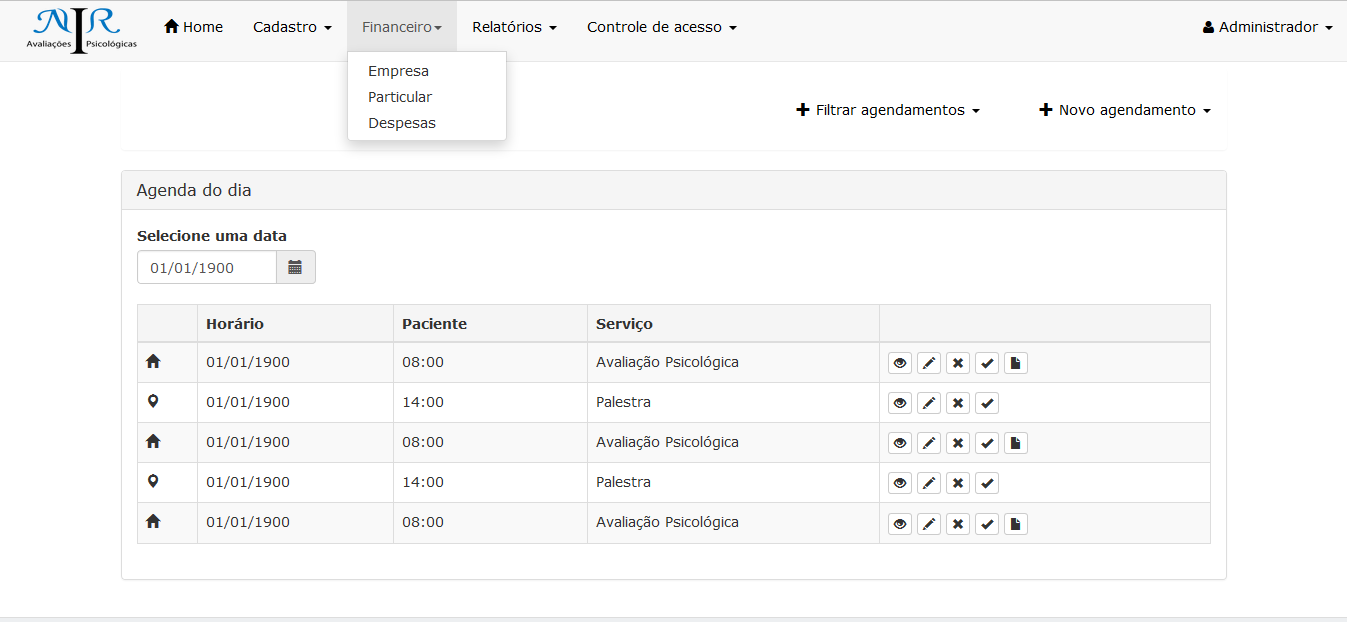 NIR
Avaliações Psicológicas
Home Cadastro Financeiro Relatórios Controle de acesso Administrador
Empresa
Particular
Despesas
Filtrar agendamentos Novo agendamento
Agenda do dia
Selecione uma data
01/01/1900
Horário Paciente Serviço
01/01/1900 08:00 Avaliação Psicológica
01/01/1900 14:00 Palestra
01/01/1900 08:00 Avaliação Psicológica
01/01/1900 14:00 Palestra
01/01/1900 08:00 Avaliação Psicológica